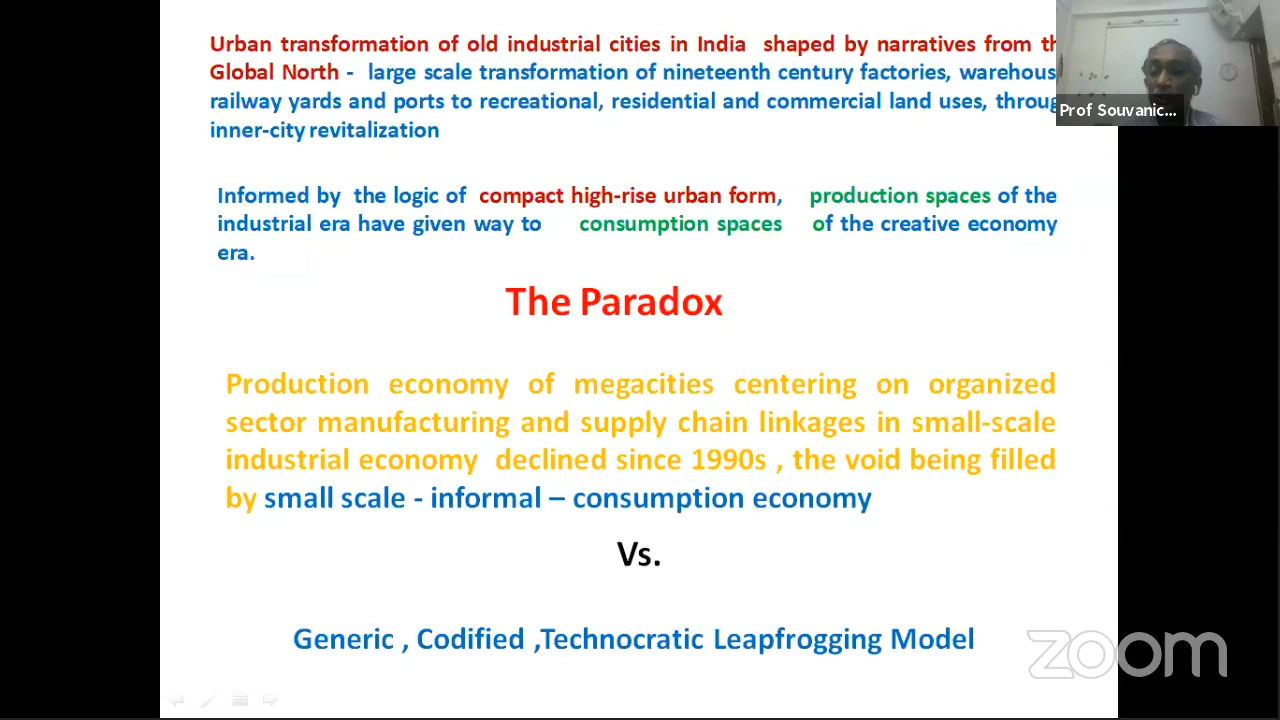 Urban transformation of old industrial cities in India shaped by narratives from th
Global North - large scale transformation of nineteenth century factories, warehous
railway yards and ports to recreational, residential and commercial land uses, throug
inner-city revitalization
Prof Souvanic...
Informed by the logic of compact high-rise urban form, production spaces of the
industrial era have given way to consumption spaces of the creative economy
era.
The Paradox
Production economy of megacities centering on organized
sector manufacturing and supply chain linkages in small-scale
industrial economy declined since 1990s , the void being filled
by small scale - informal – consumption economy
Vs.
Generic , Codified ,Technocratic Leapfrogging Model
zoom